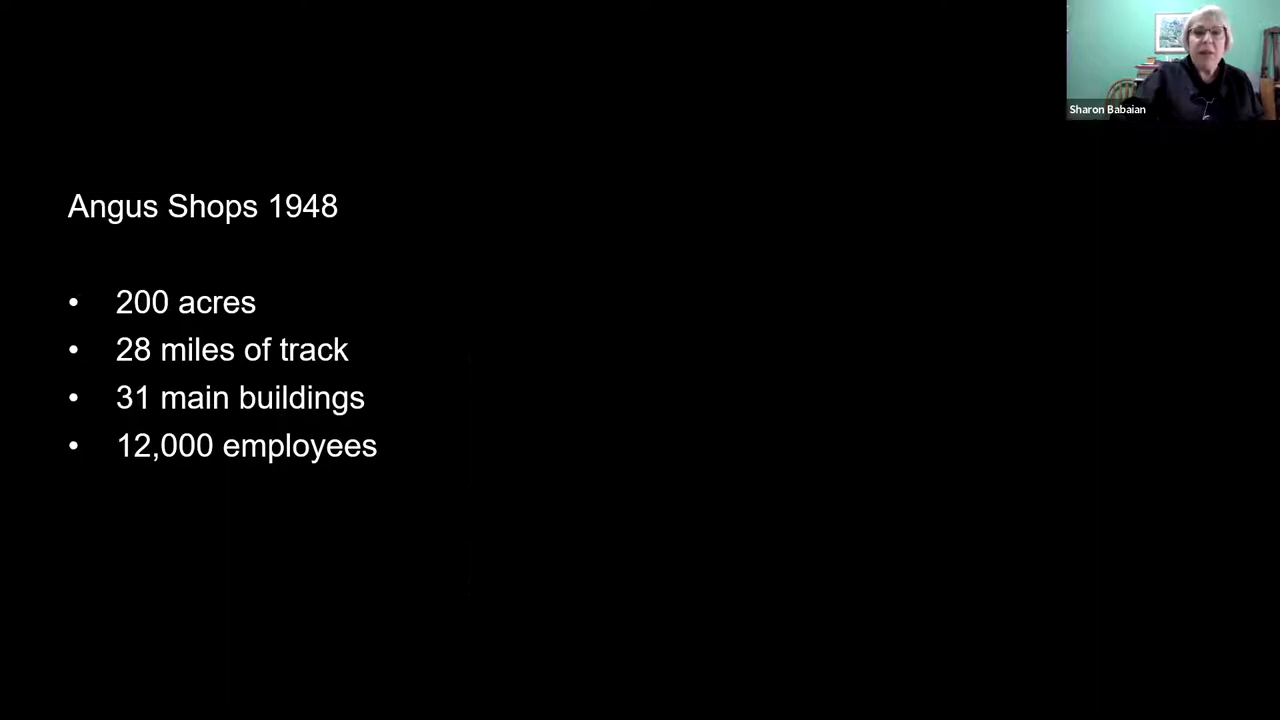 Sharon Babaian
Angus Shops 1948
• 200 acres
• 28 miles of track
• 31 main buildings
• 12,000 employees